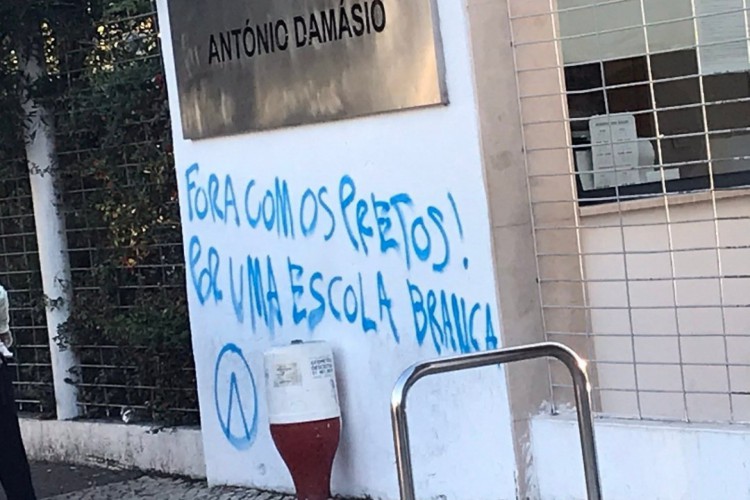 ANTÓNIO DAMÁSIO
FORA COM OS PRETOS!
POR UMA ESCOLA BRANCA